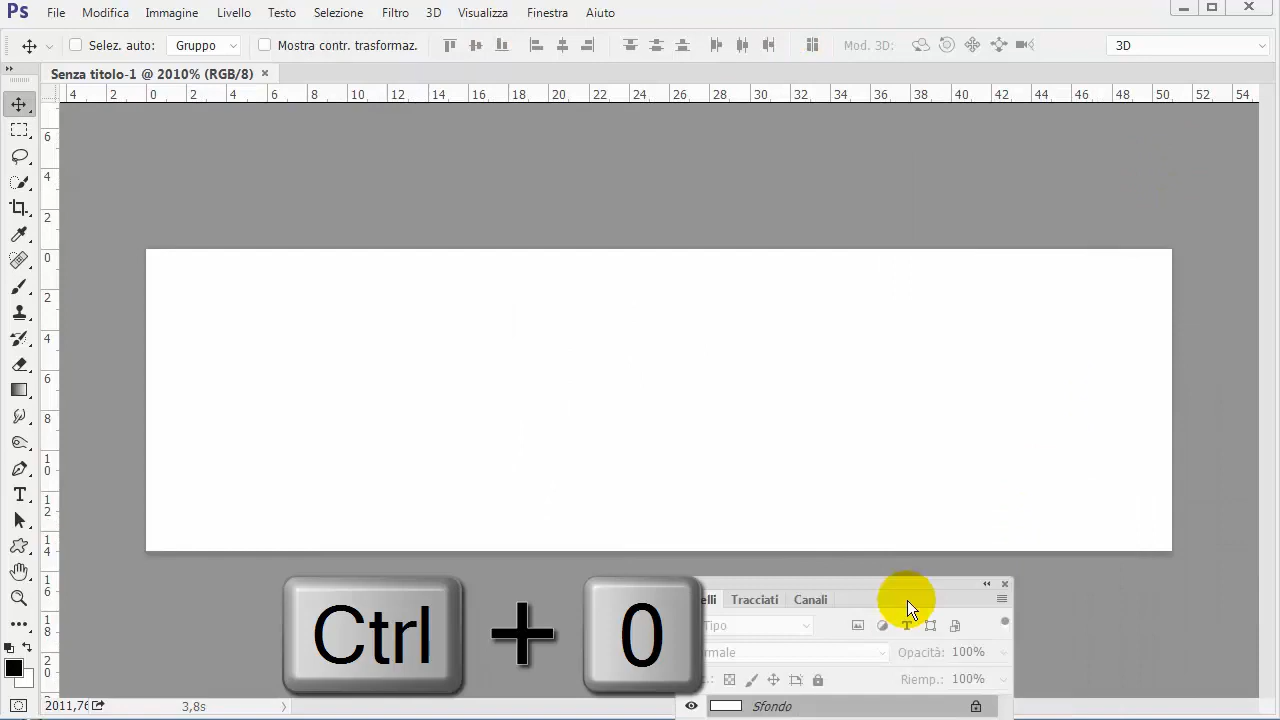 Ps File Modifica Immagine Livello Testo Selezione Filtro 3D Visualizza Finestra Aiuto
Selez. auto: Gruppo Mostra contr. trasformaz. Mod. 3D: 3D
Senza titolo-1 @ 2010% (RGB/8) ×
4 2 0 2 4 6 8 10 12 14 16 18 20 22 24 26 28 30 32 34 36 38 40 42 44 46 48 50 52 54
6
4
2
0
2
4
6
8
10
12
14
16
18
20
Ctrl + 0
Tracciati Canali
Tipo
Opacità: 100%
Riemp.: 100%
Sfondo
2011,76 3,8s